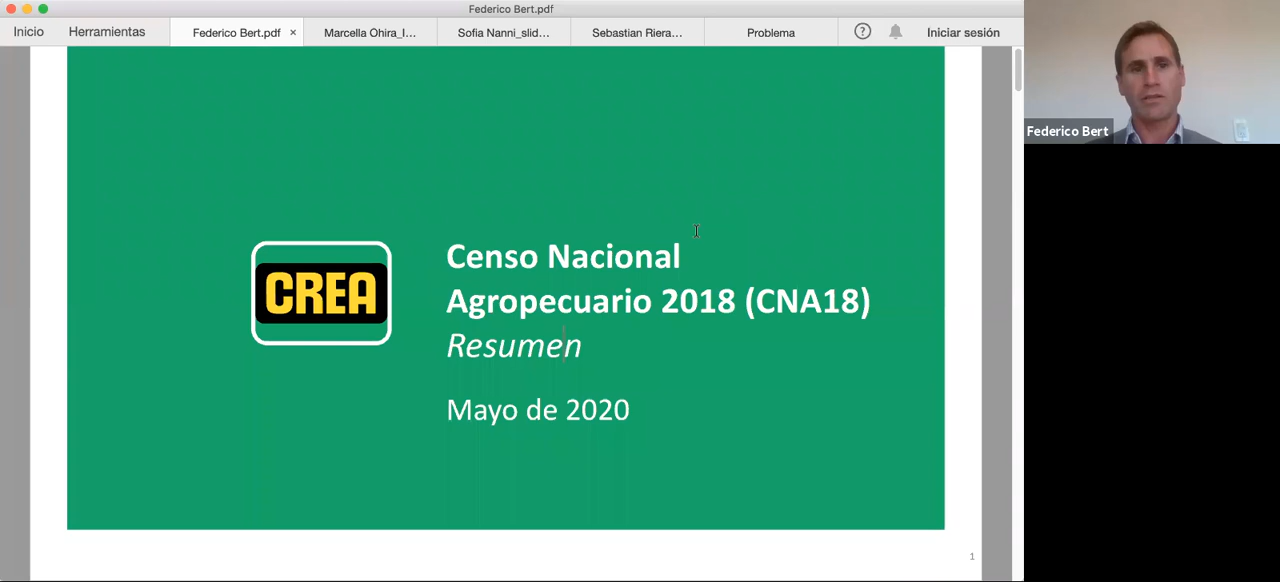 Federico Bert.pdf
Inicio
Herramientas
Federico Bert.pdf ×
Marcella Ohira_I...
Sofia Nanni_slid...
Sebastian Riera...
Problema
?
Iniciar sesión
Federico Bert
CREA
Censo Nacional
Agropecuario 2018 (CNA18)
Resumen
Mayo de 2020
1